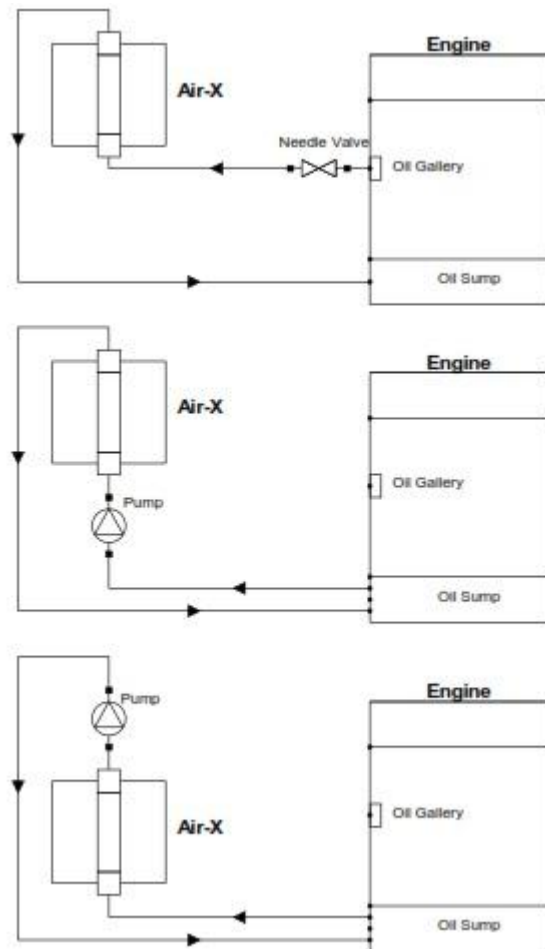 Engine
Air-X
Needle Valve
Oil Gallery
Oil Sump
Engine
Air-X
Oil Gallery
Pump
Oil Sump
Engine
Pump
Oil Gallery
Air-X
Oil Sump